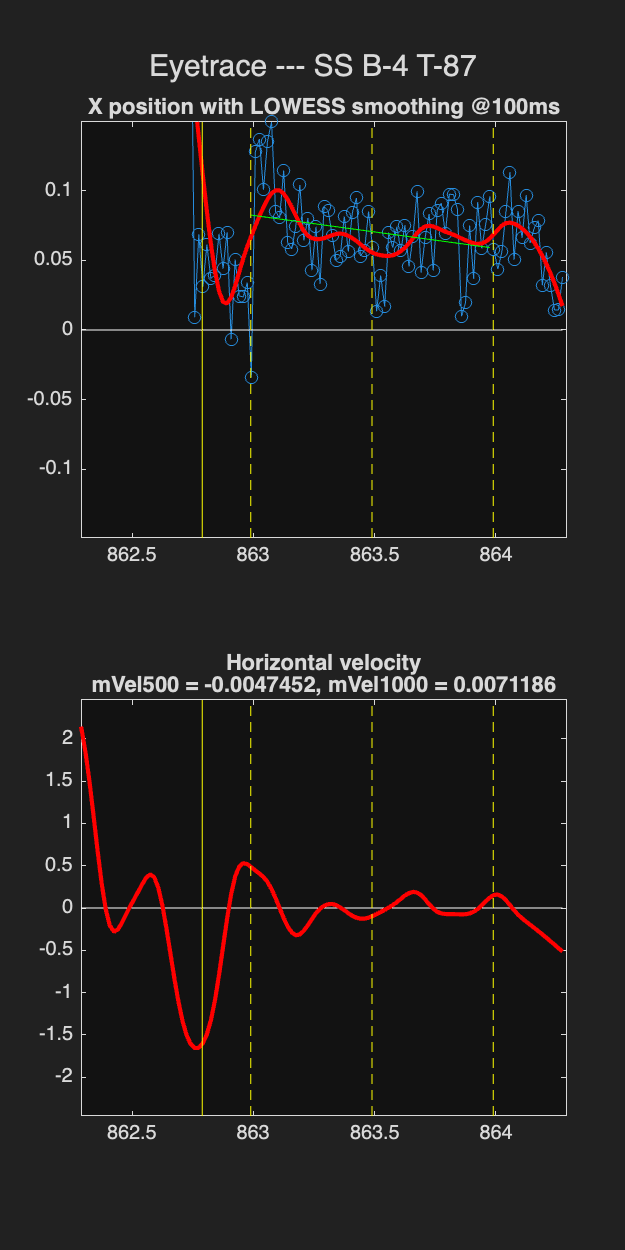 Eyetrace --- SS B-4 T-87
X position with LOWESS smoothing @100ms
0.1
0.05
0
-0.05
-0.1
862.5 863 863.5 864
Horizontal velocity
mVel500 = -0.0047452, mVel1000 = 0.0071186
2
1.5
1
0.5
0
-0.5
-1
-1.5
-2
862.5 863 863.5 864